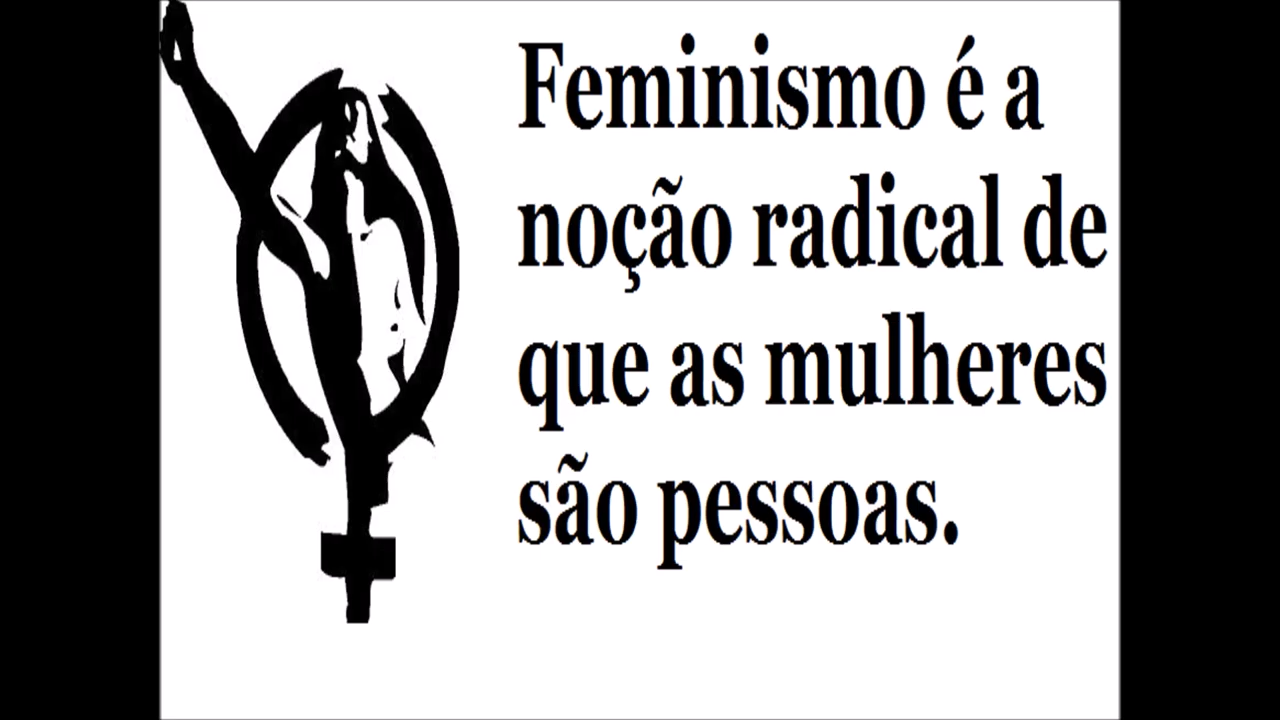 Feminismo é a
noção radical de
que as mulheres
são pessoas.